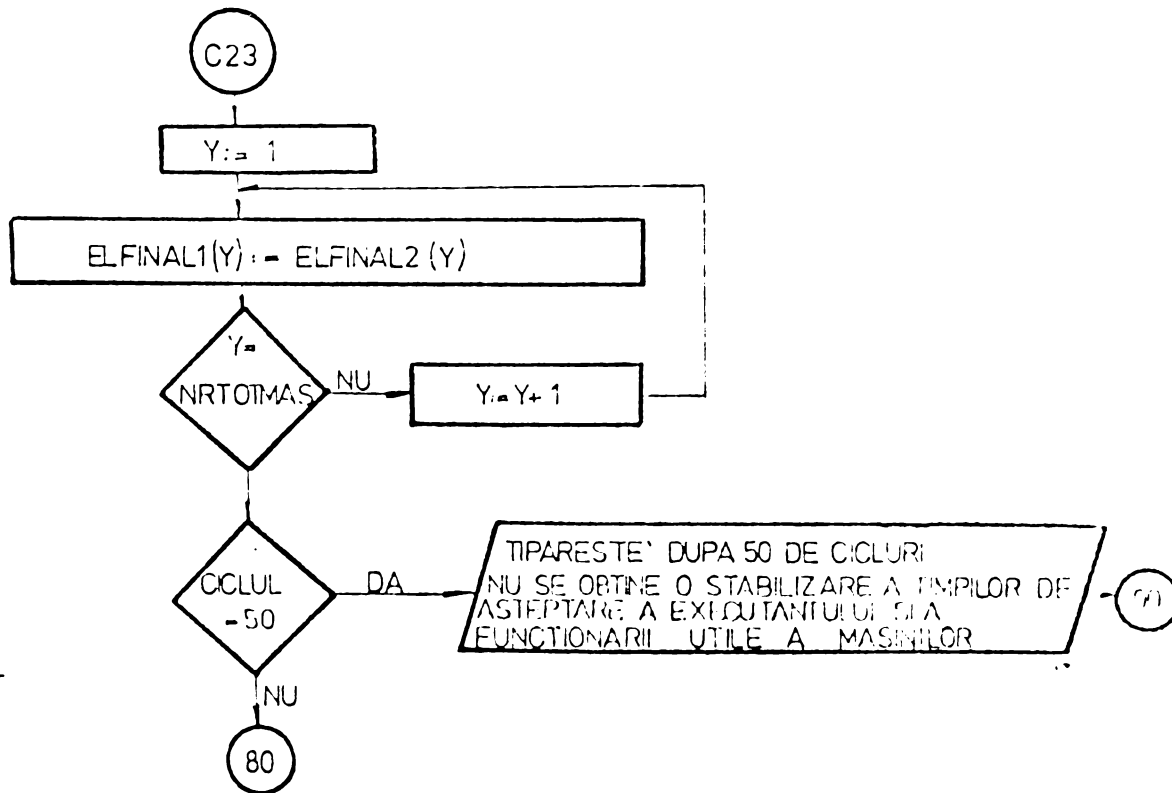 C23
Y:= 1
ELFINAL1(Y):= ELFINAL2(Y)
Y=
NRTOTMAS
NU
Y:=Y+1
CICLUL
=50
DA
TIPARESTE' DUPA 50 DE CICLURI
NU SE OBTINE O STABILIZARE A TIMPILOR DE
ASTEPTARE A EXECUTANTULUI SI A
FUNCTIONARII UTILE A MASINILOR
NU
80